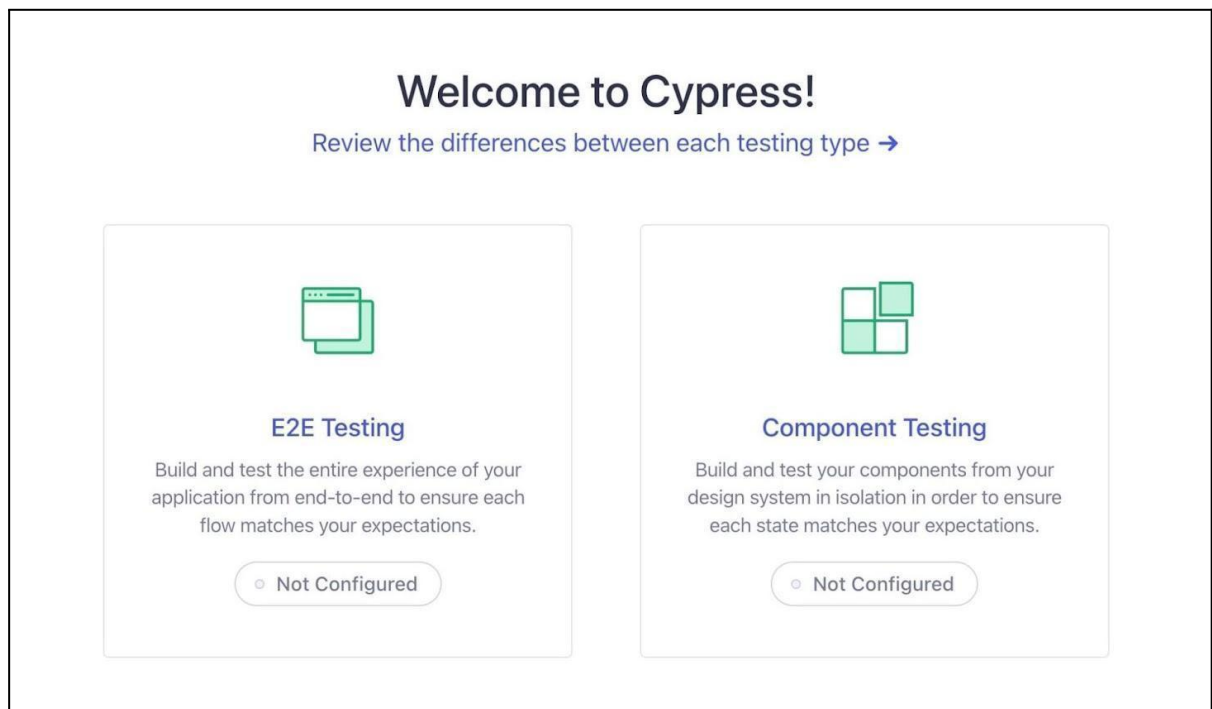 Welcome to Cypress!
Review the differences between each testing type →
E2E Testing
Build and test the entire experience of your
application from end-to-end to ensure each
flow matches your expectations.
Not Configured
Component Testing
Build and test your components from your
design system in isolation in order to ensure
each state matches your expectations.
Not Configured